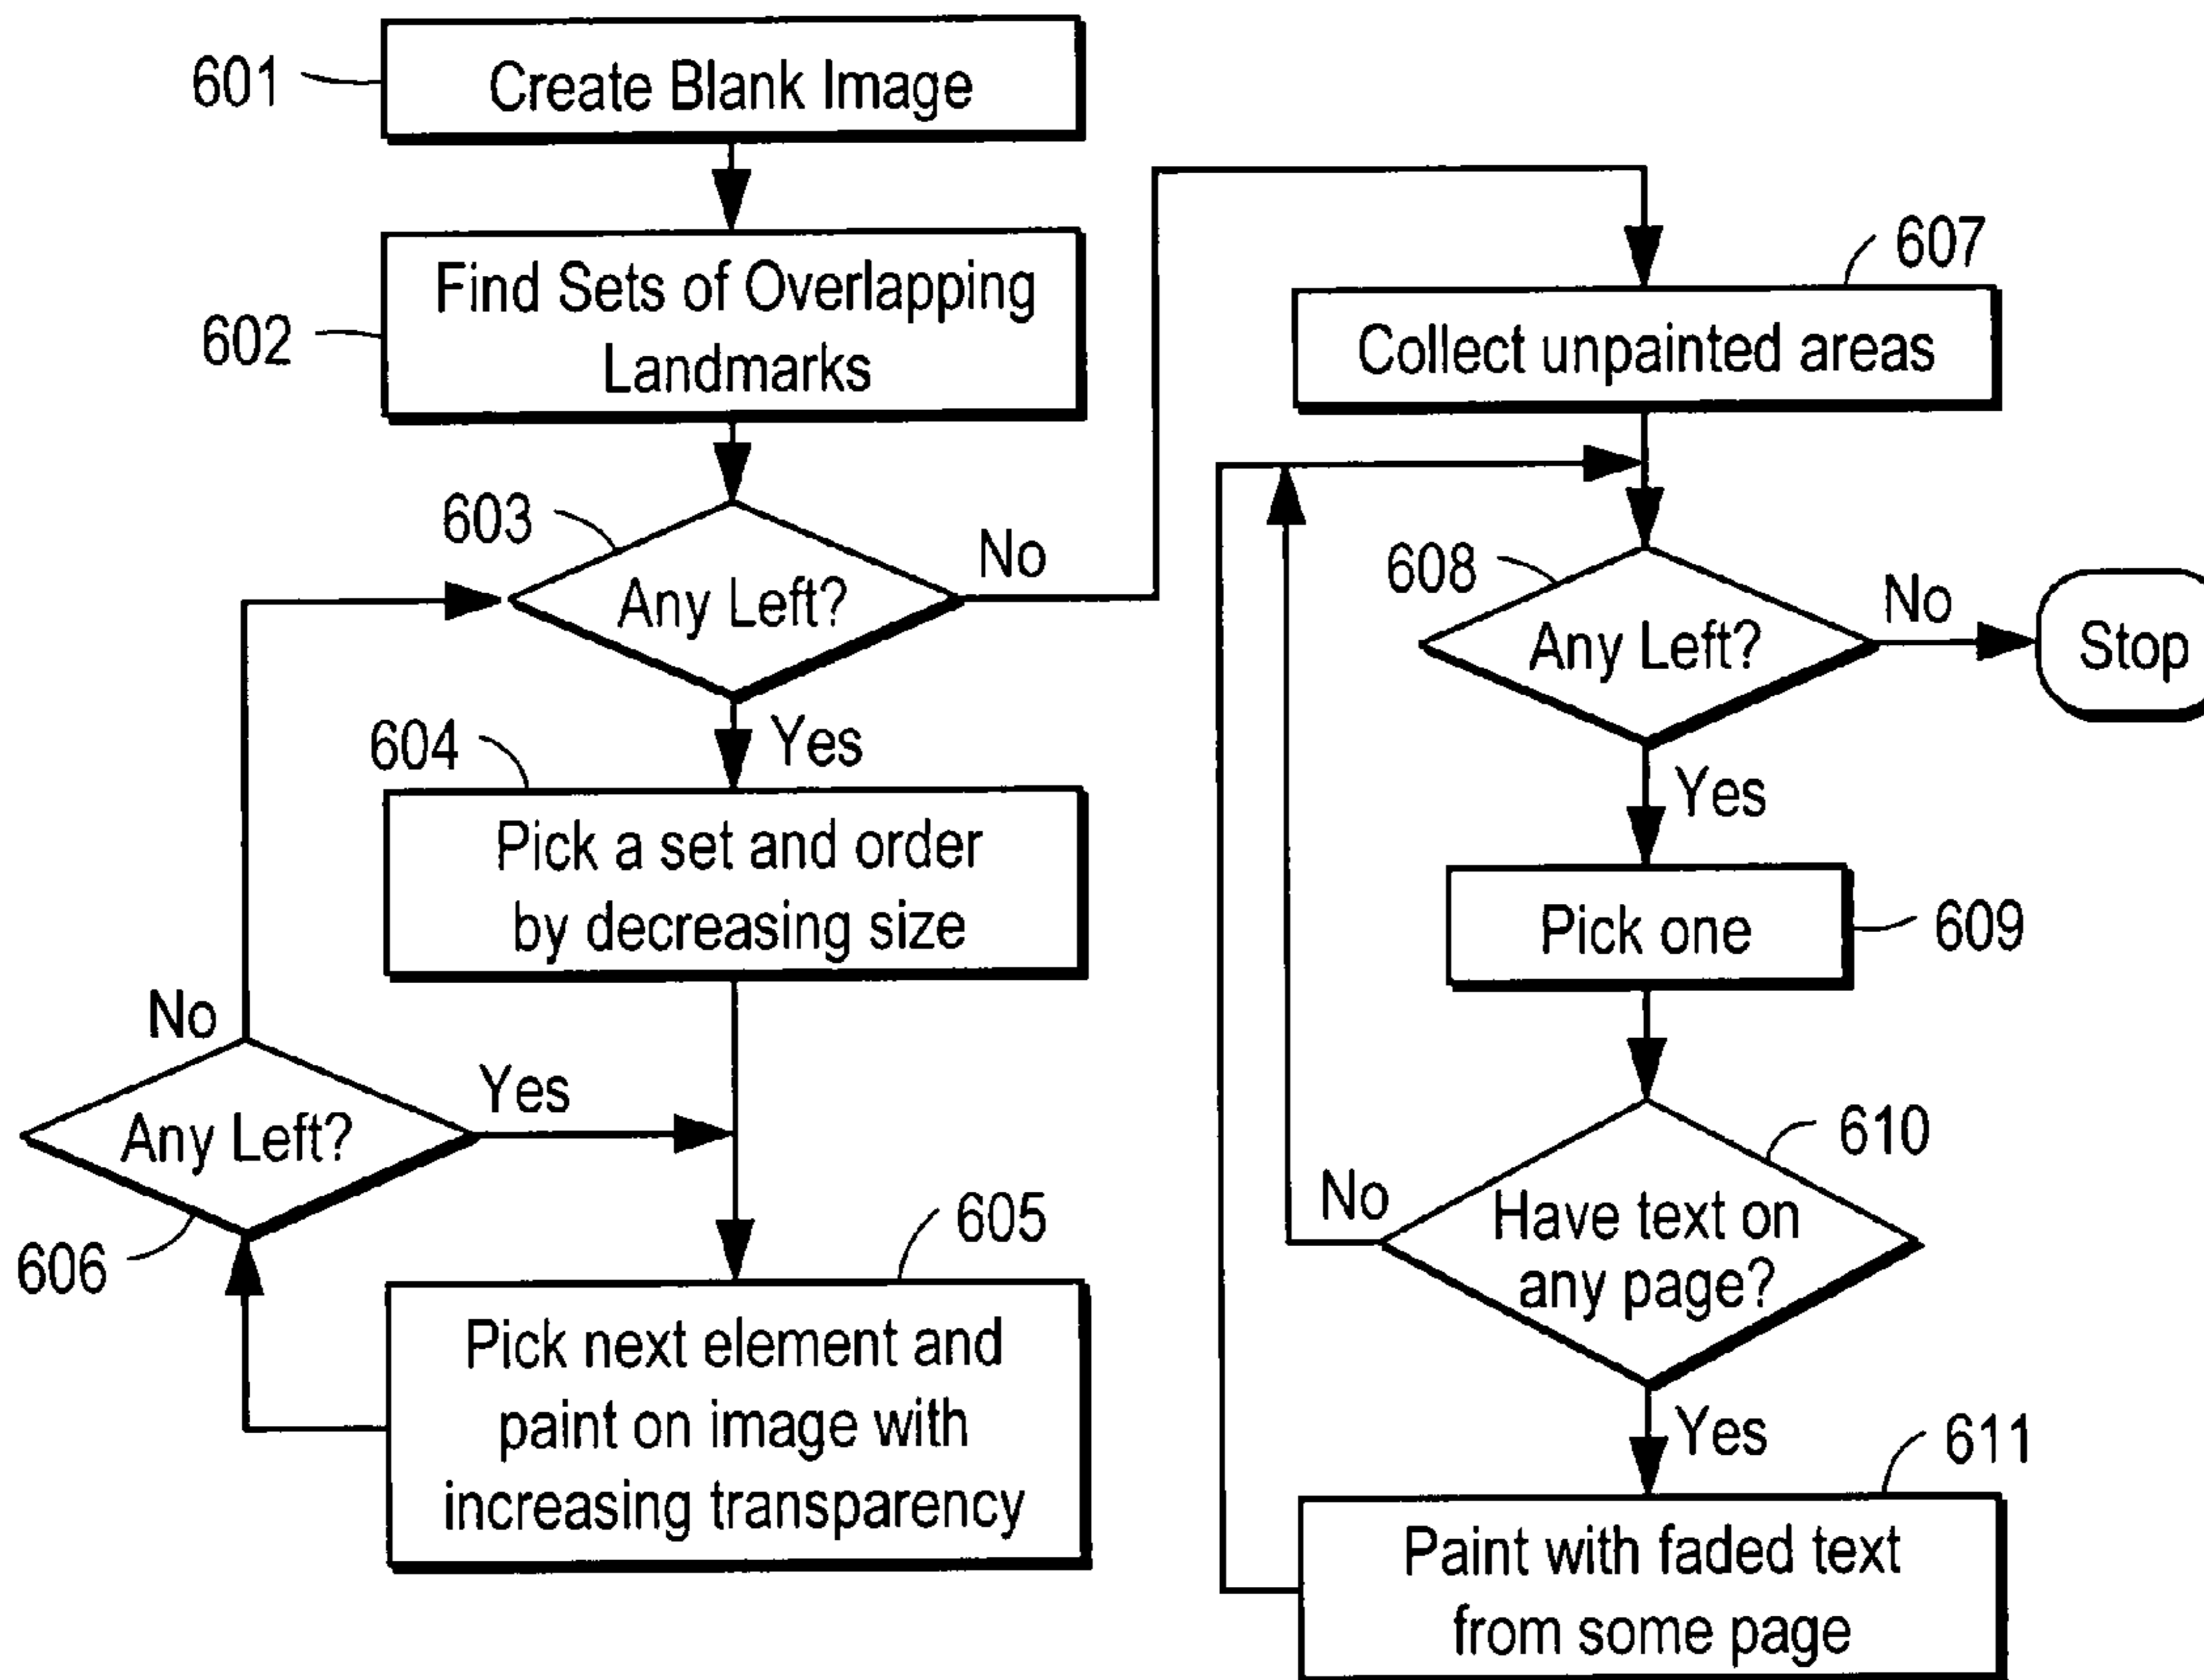 601
Create Blank Image
602
Find Sets of Overlapping
Landmarks
603
Any Left?
No
Yes
604
Pick a set and order
by decreasing size
No
Any Left?
Yes
606
605
Pick next element and
paint on image with
increasing transparency
607
Collect unpainted areas
608
Any Left?
No
Stop
Yes
Pick one
609
610
Have text on
any page?
No
Yes
611
Paint with faded text
from some page